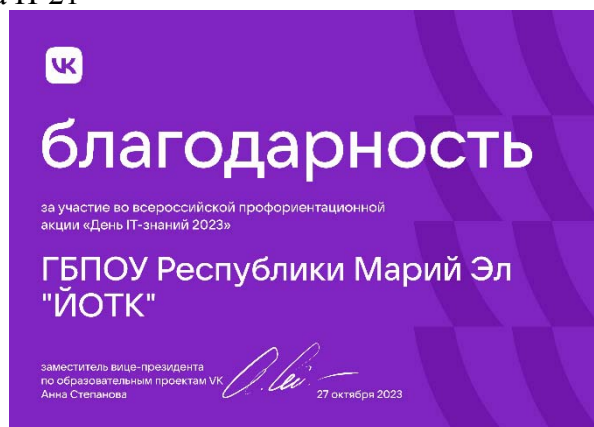 VK
благодарность
за участие во всероссийской профориентационной
акции «День IT-знаний 2023»
ГБПОУ Республики Марий Эл
"ЙОТК"
заместитель вице-президента
по образовательным проектам VK
Анна Степанова
27 октября 2023